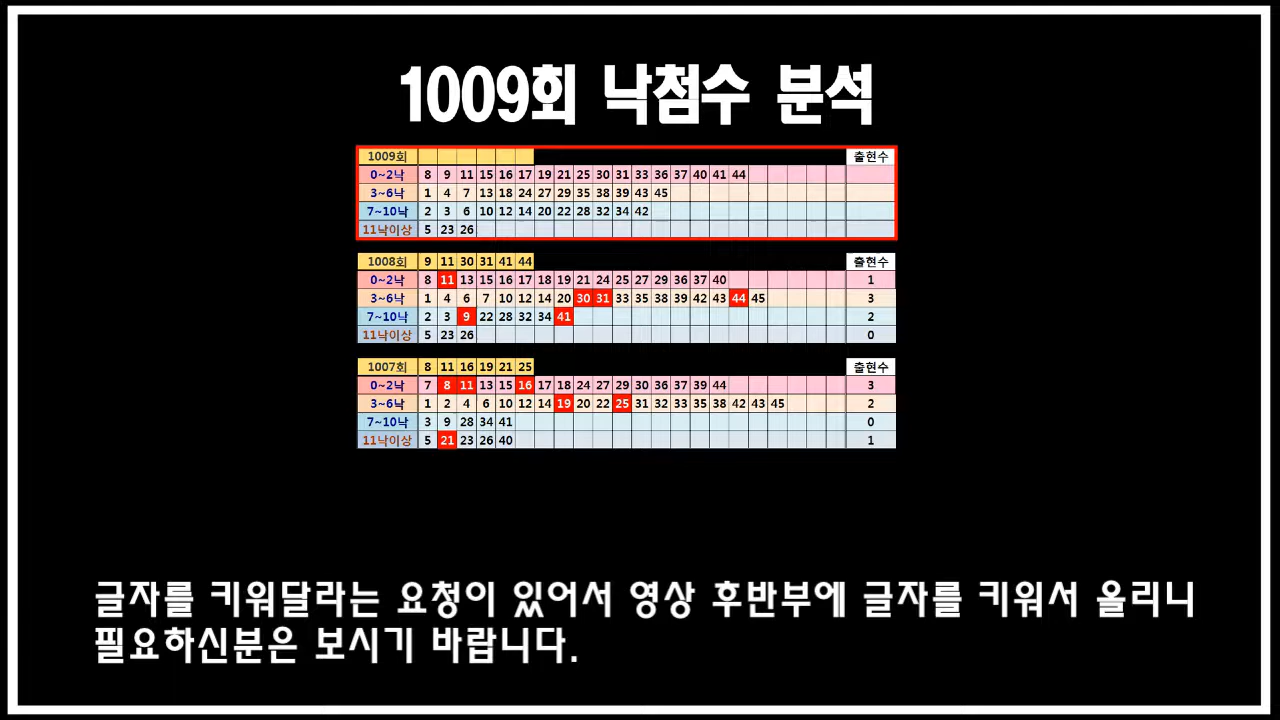 1009회 낙첨수 분석
1009회 출현수
0~2낙 8 9 11 15 16 17 19 21 25 30 31 33 36 37 40 41 44
3~6낙 1 4 7 13 18 24 27 29 35 38 39 43 45
7~10낙 2 3 6 10 12 14 20 22 28 32 34 42
11낙이상 5 23 26
1008회 9 11 30 31 41 44 출현수
0~2낙 8 11 13 15 16 17 18 19 21 24 25 27 29 36 37 40 1
3~6낙 1 4 6 7 10 12 14 20 30 31 33 35 38 39 42 43 44 45 3
7~10낙 2 3 9 22 28 32 34 41 2
11낙이상 5 23 26 0
1007회 8 11 16 19 21 25 출현수
0~2낙 7 8 11 13 15 16 17 18 24 27 29 30 36 37 39 44 3
3~6낙 1 2 4 6 10 12 14 19 20 22 25 31 32 33 35 38 42 43 45 2
7~10낙 3 9 28 34 41 0
11낙이상 5 21 23 26 40 1
글자를 키워달라는 요청이 있어서 영상 후반부에 글자를 키워서 올리니
필요하신분은 보시기 바랍니다.